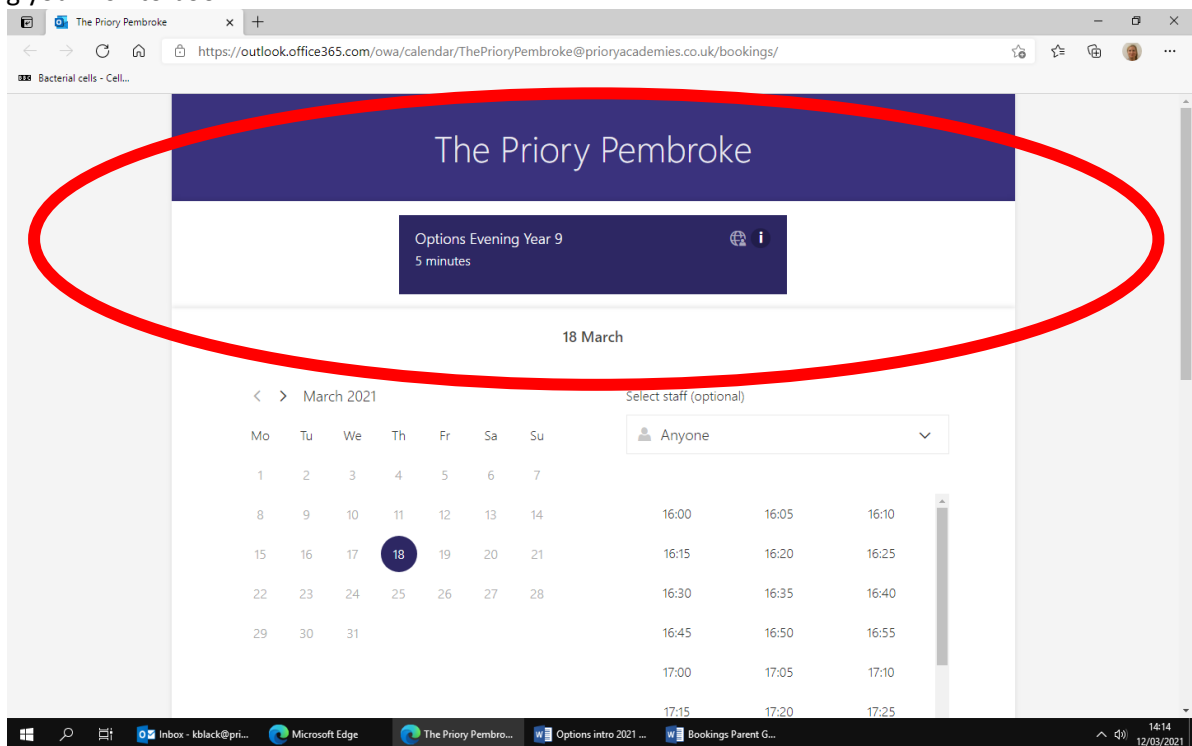 The Priory Pembroke
https://outlook.office365.com/owa/calendar/ThePrioryPembroke@prioryacademies.co.uk/bookings/
Bacterial cells - Cell...
The Priory Pembroke
Options Evening Year 9
i
5 minutes
18 March
< > March 2021
Mo Tu We Th Fr Sa Su
1 2 3 4 5 6 7
8 9 10 11 12 13 14
15 16 17 18 19 20 21
22 23 24 25 26 27 28
29 30 31
Select staff (optional)
Anyone
16:00 16:05 16:10
16:15 16:20 16:25
16:30 16:35 16:40
16:45 16:50 16:55
17:00 17:05 17:10
17:15 17:20 17:25
Inbox - kblack@pri... Microsoft Edge The Priory Pembro... Options intro 2021 ... Bookings Parent G...
14:14
12/03/2021